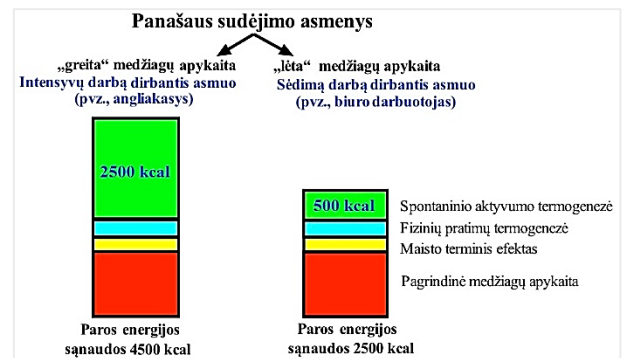 Panašaus sudėjimo asmenys
„greita“ medžiagų apykaita
Intensyvų darbą dirbantis asmuo
(pvz., angliakasys)
„lėta“ medžiagų apykaita
Sėdimą darbą dirbantis asmuo
(pvz., biuro darbuotojas)
2500 kcal
500 kcal
Spontaninio aktyvumo termogenezė
Fizinių pratimų termogenezė
Maisto terminis efektas
Pagrindinė medžiagų apykaita
Paros energijos
sąnaudos 4500 kcal
Paros energijos
sąnaudos 2500 kcal